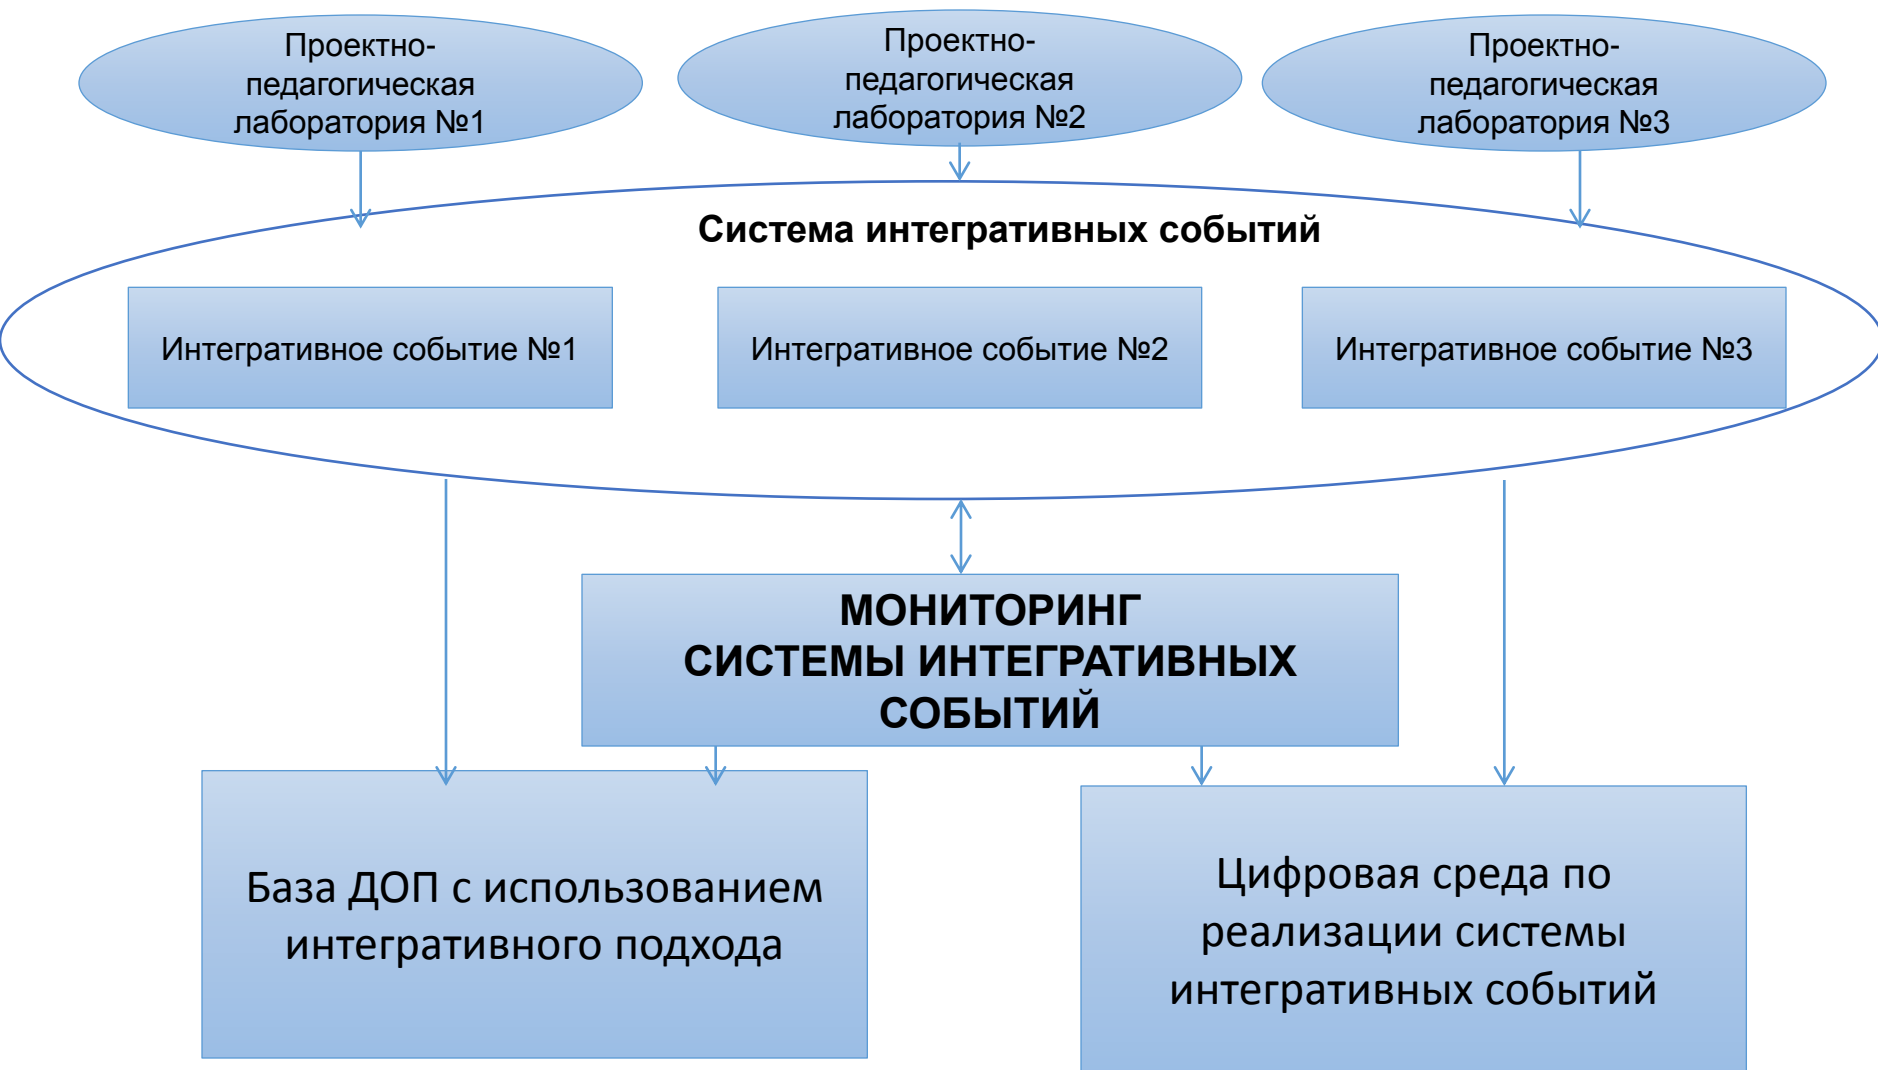 Проектно-
педагогическая
лаборатория №1
Проектно-
педагогическая
лаборатория №2
Проектно-
педагогическая
лаборатория №3
Система интегративных событий
Интегративное событие №1
Интегративное событие №2
Интегративное событие №3
МОНИТОРИНГ
СИСТЕМЫ ИНТЕГРАТИВНЫХ
СОБЫТИЙ
База ДОП с использованием
интегративного подхода
Цифровая среда по
реализации системы
интегративных событий